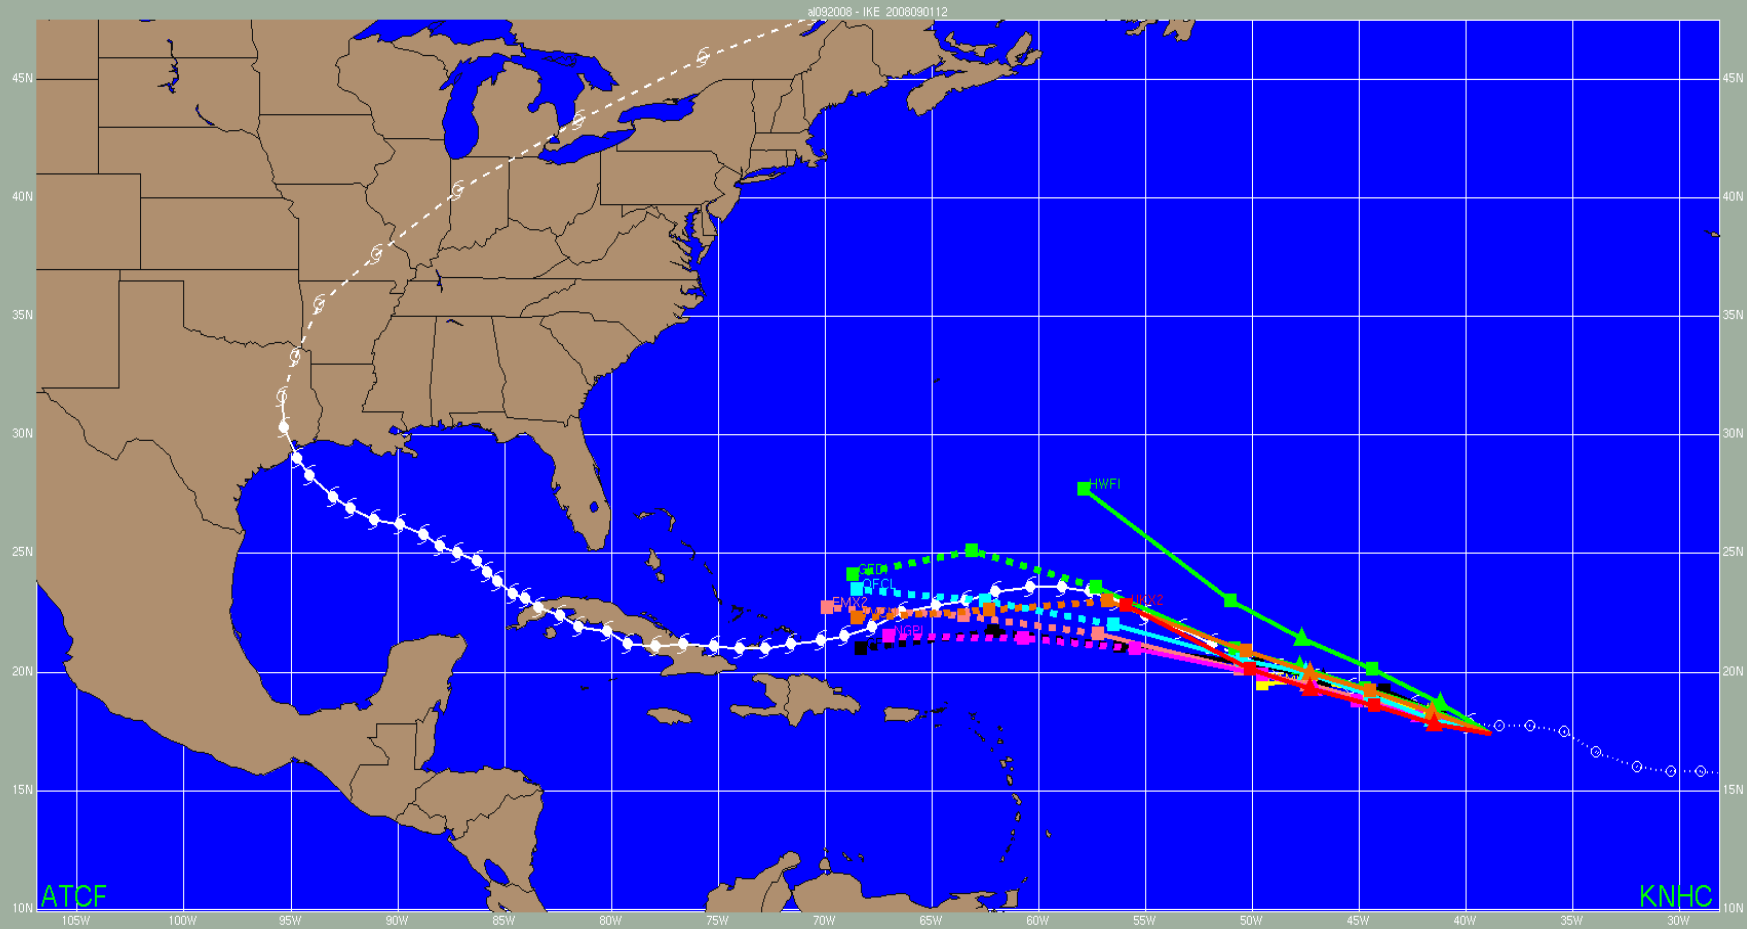 al092008 - IKE 2008090112
45N 45N
40N 40N
35N 35N
30N 30N
HWFI
25N 25N
OFCL
EMX2
UKX2
NGPI
20N 20N
15N 15N
ATCF KNHC
10N 10N
105W 100W 95W 90W 85W 80W 75W 70W 65W 60W 55W 50W 45W 40W 35W 30W